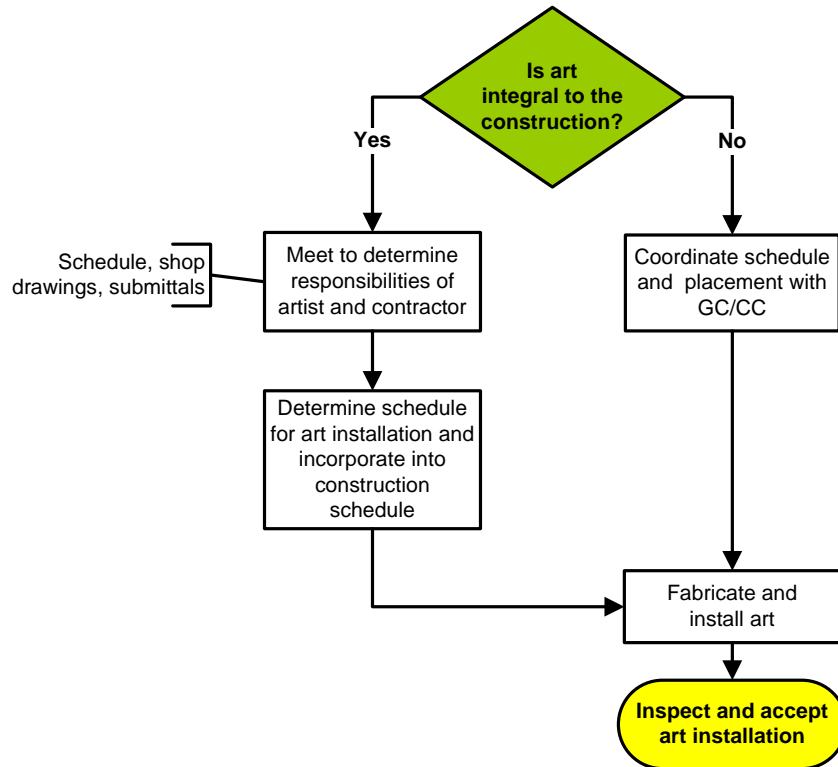 Is art
integral to the
construction?
Yes
No
Schedule, shop
drawings, submittals
Meet to determine
responsibilities of
artist and contractor
Coordinate schedule
and placement with
GC/CC
Determine schedule
for art installation and
incorporate into
construction
schedule
Fabricate and
install art
Inspect and accept
art installation